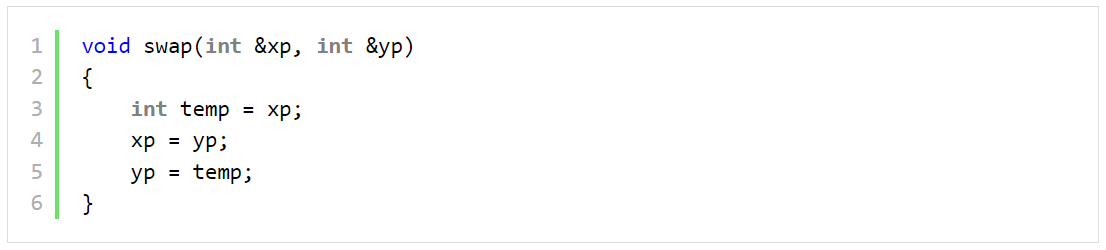 1 void swap(int &xp, int &yp)
2 {
3     int temp = xp;
4     xp = yp;
5     yp = temp;
6 }